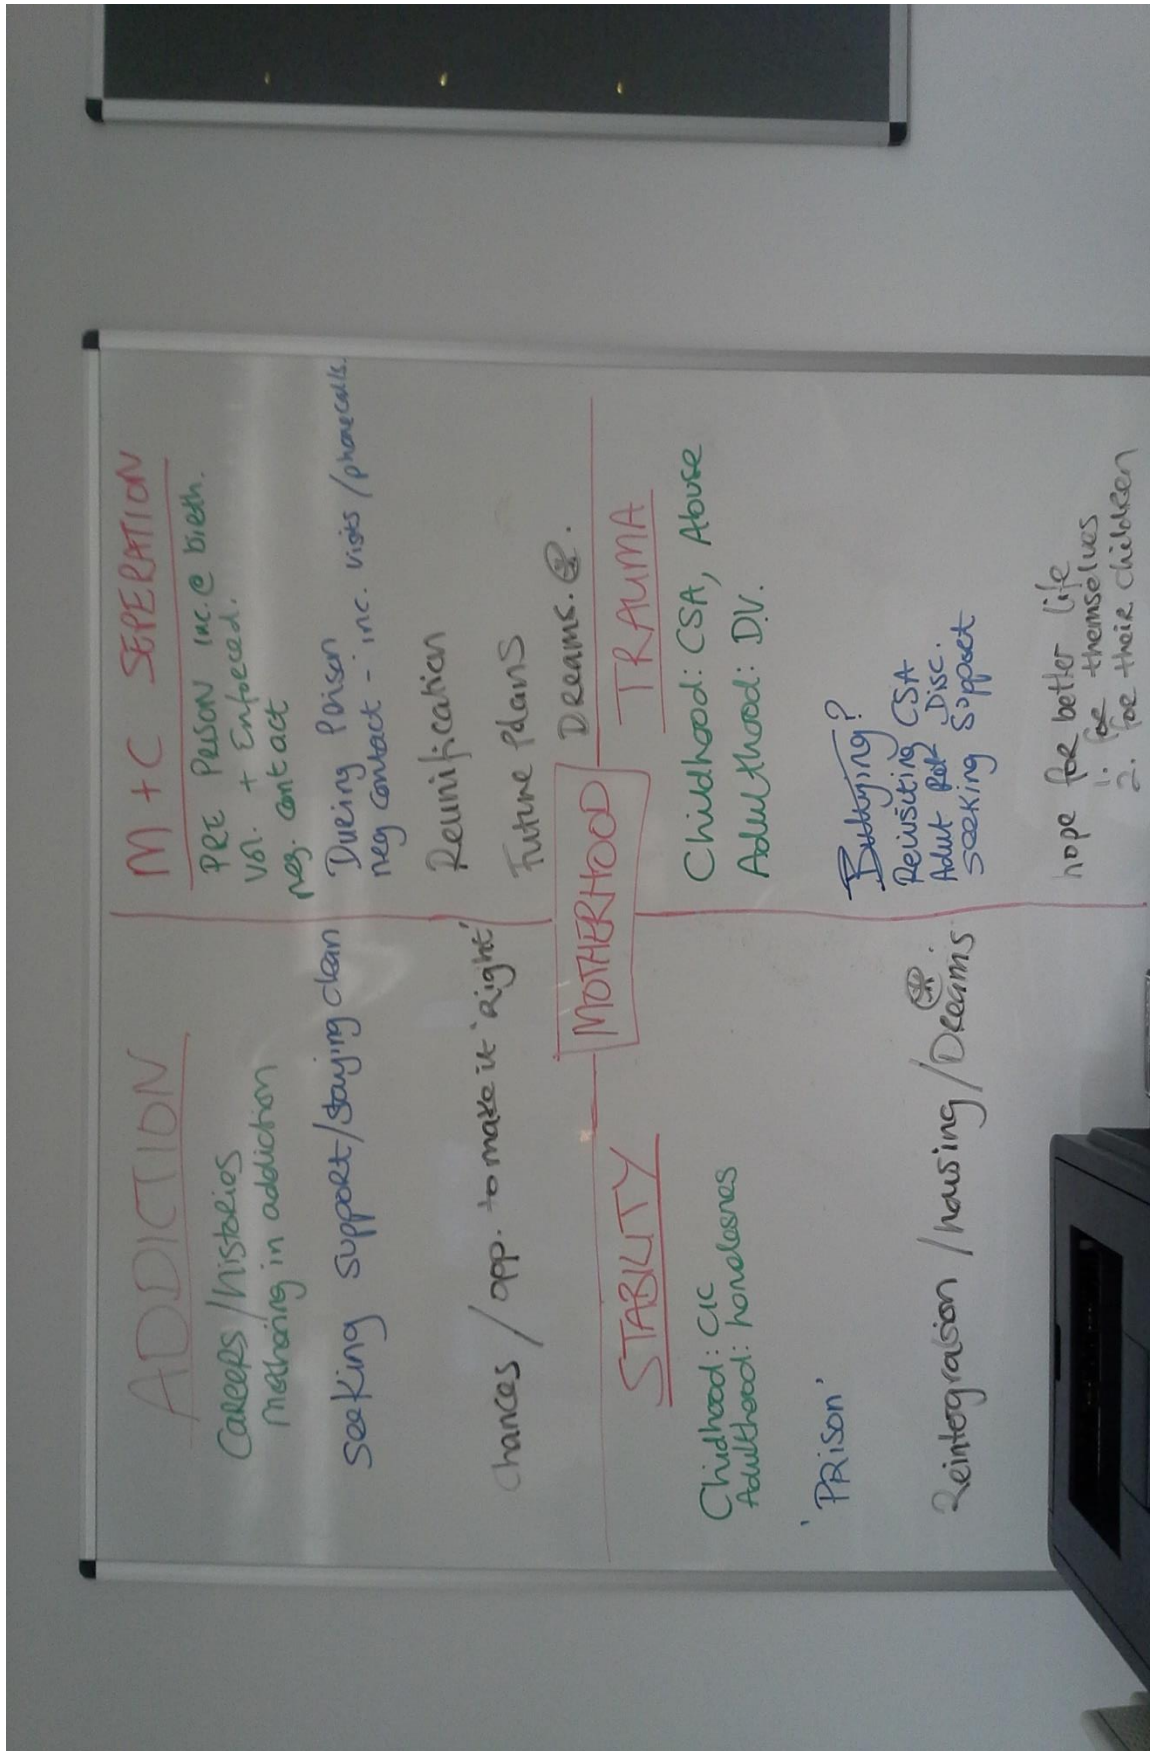 ADDICTION
CAREERS/histories
Mothering in addiction
Seeking support/staying clean
Chances / opp. to make it 'Right'
M + C SEPERATION
PRE PRISON inc. @ birth.
vol. + Enforced.
neg. contact
During Prison
neg contact - inc. visits / phonecalls.
Reunification
Future plans
Dreams.
MOTHERHOOD
STABILITY
Childhood: CIC
Adulthood: homelesnes
'PRISON'
Reintegration / housing / Dreams
TRAUMA
Childhood: CSA, Abuse
Adulthood: D.V.
Bullying?
Revisiting CSA
Adult Disc.
Seeking Support
hope for better life
1. for themselves
2. for their children